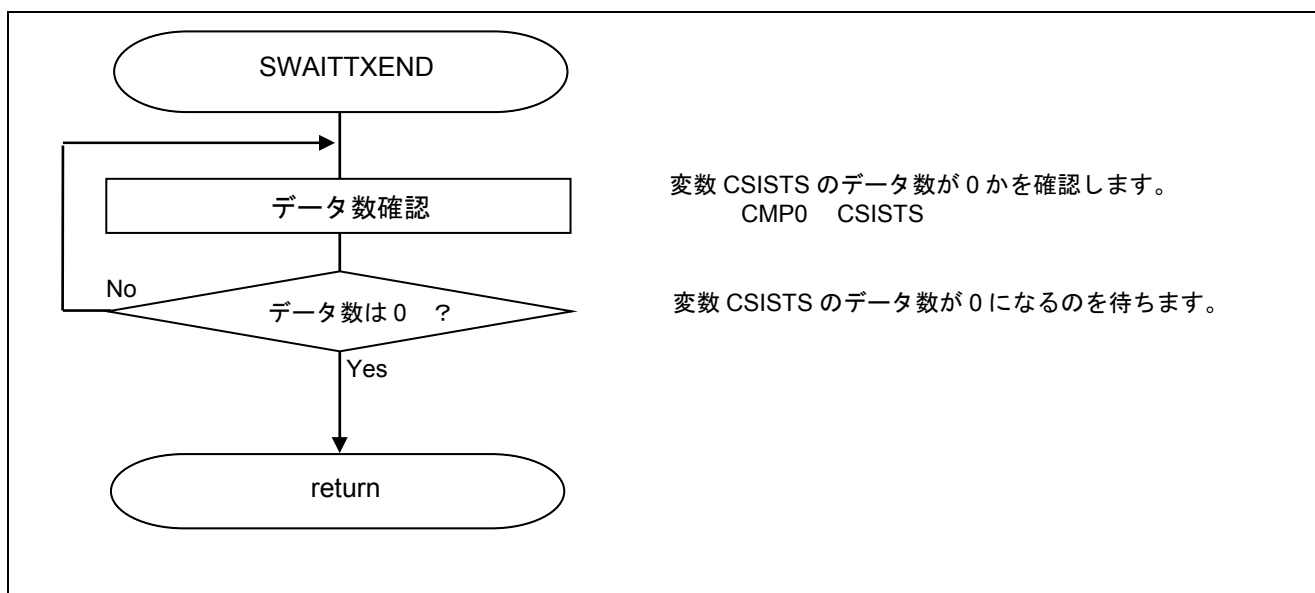 SWAITTXEND
データ数確認
変数 CSISTS のデータ数が 0 かを確認します。
CMP0 CSISTS
No
データ数は 0 ？
変数 CSISTS のデータ数が 0 になるのを待ちます。
Yes
return